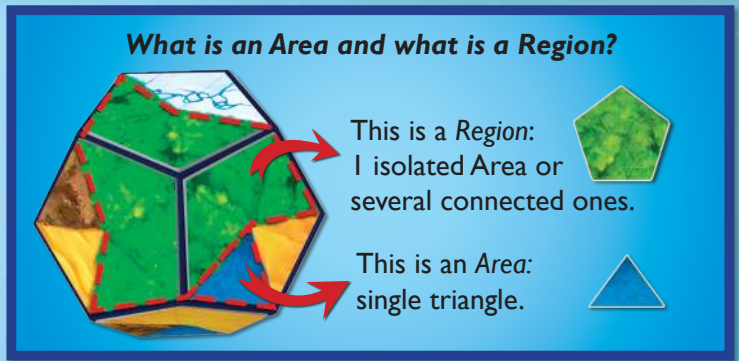 What is an Area and what is a Region?
This is a Region:
1 isolated Area or
several connected ones.
This is an Area:
single triangle.